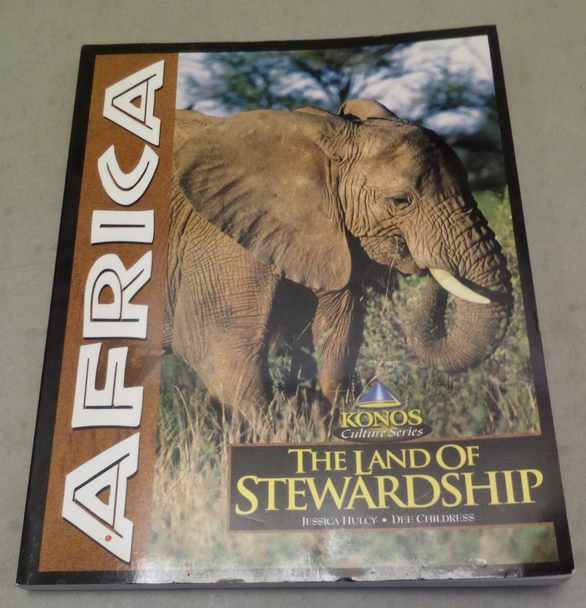 AFRICA
KONOS
Culture Series
THE LAND OF
STEWARDSHIP
JESSICA HULCY • DEE CHILDRESS